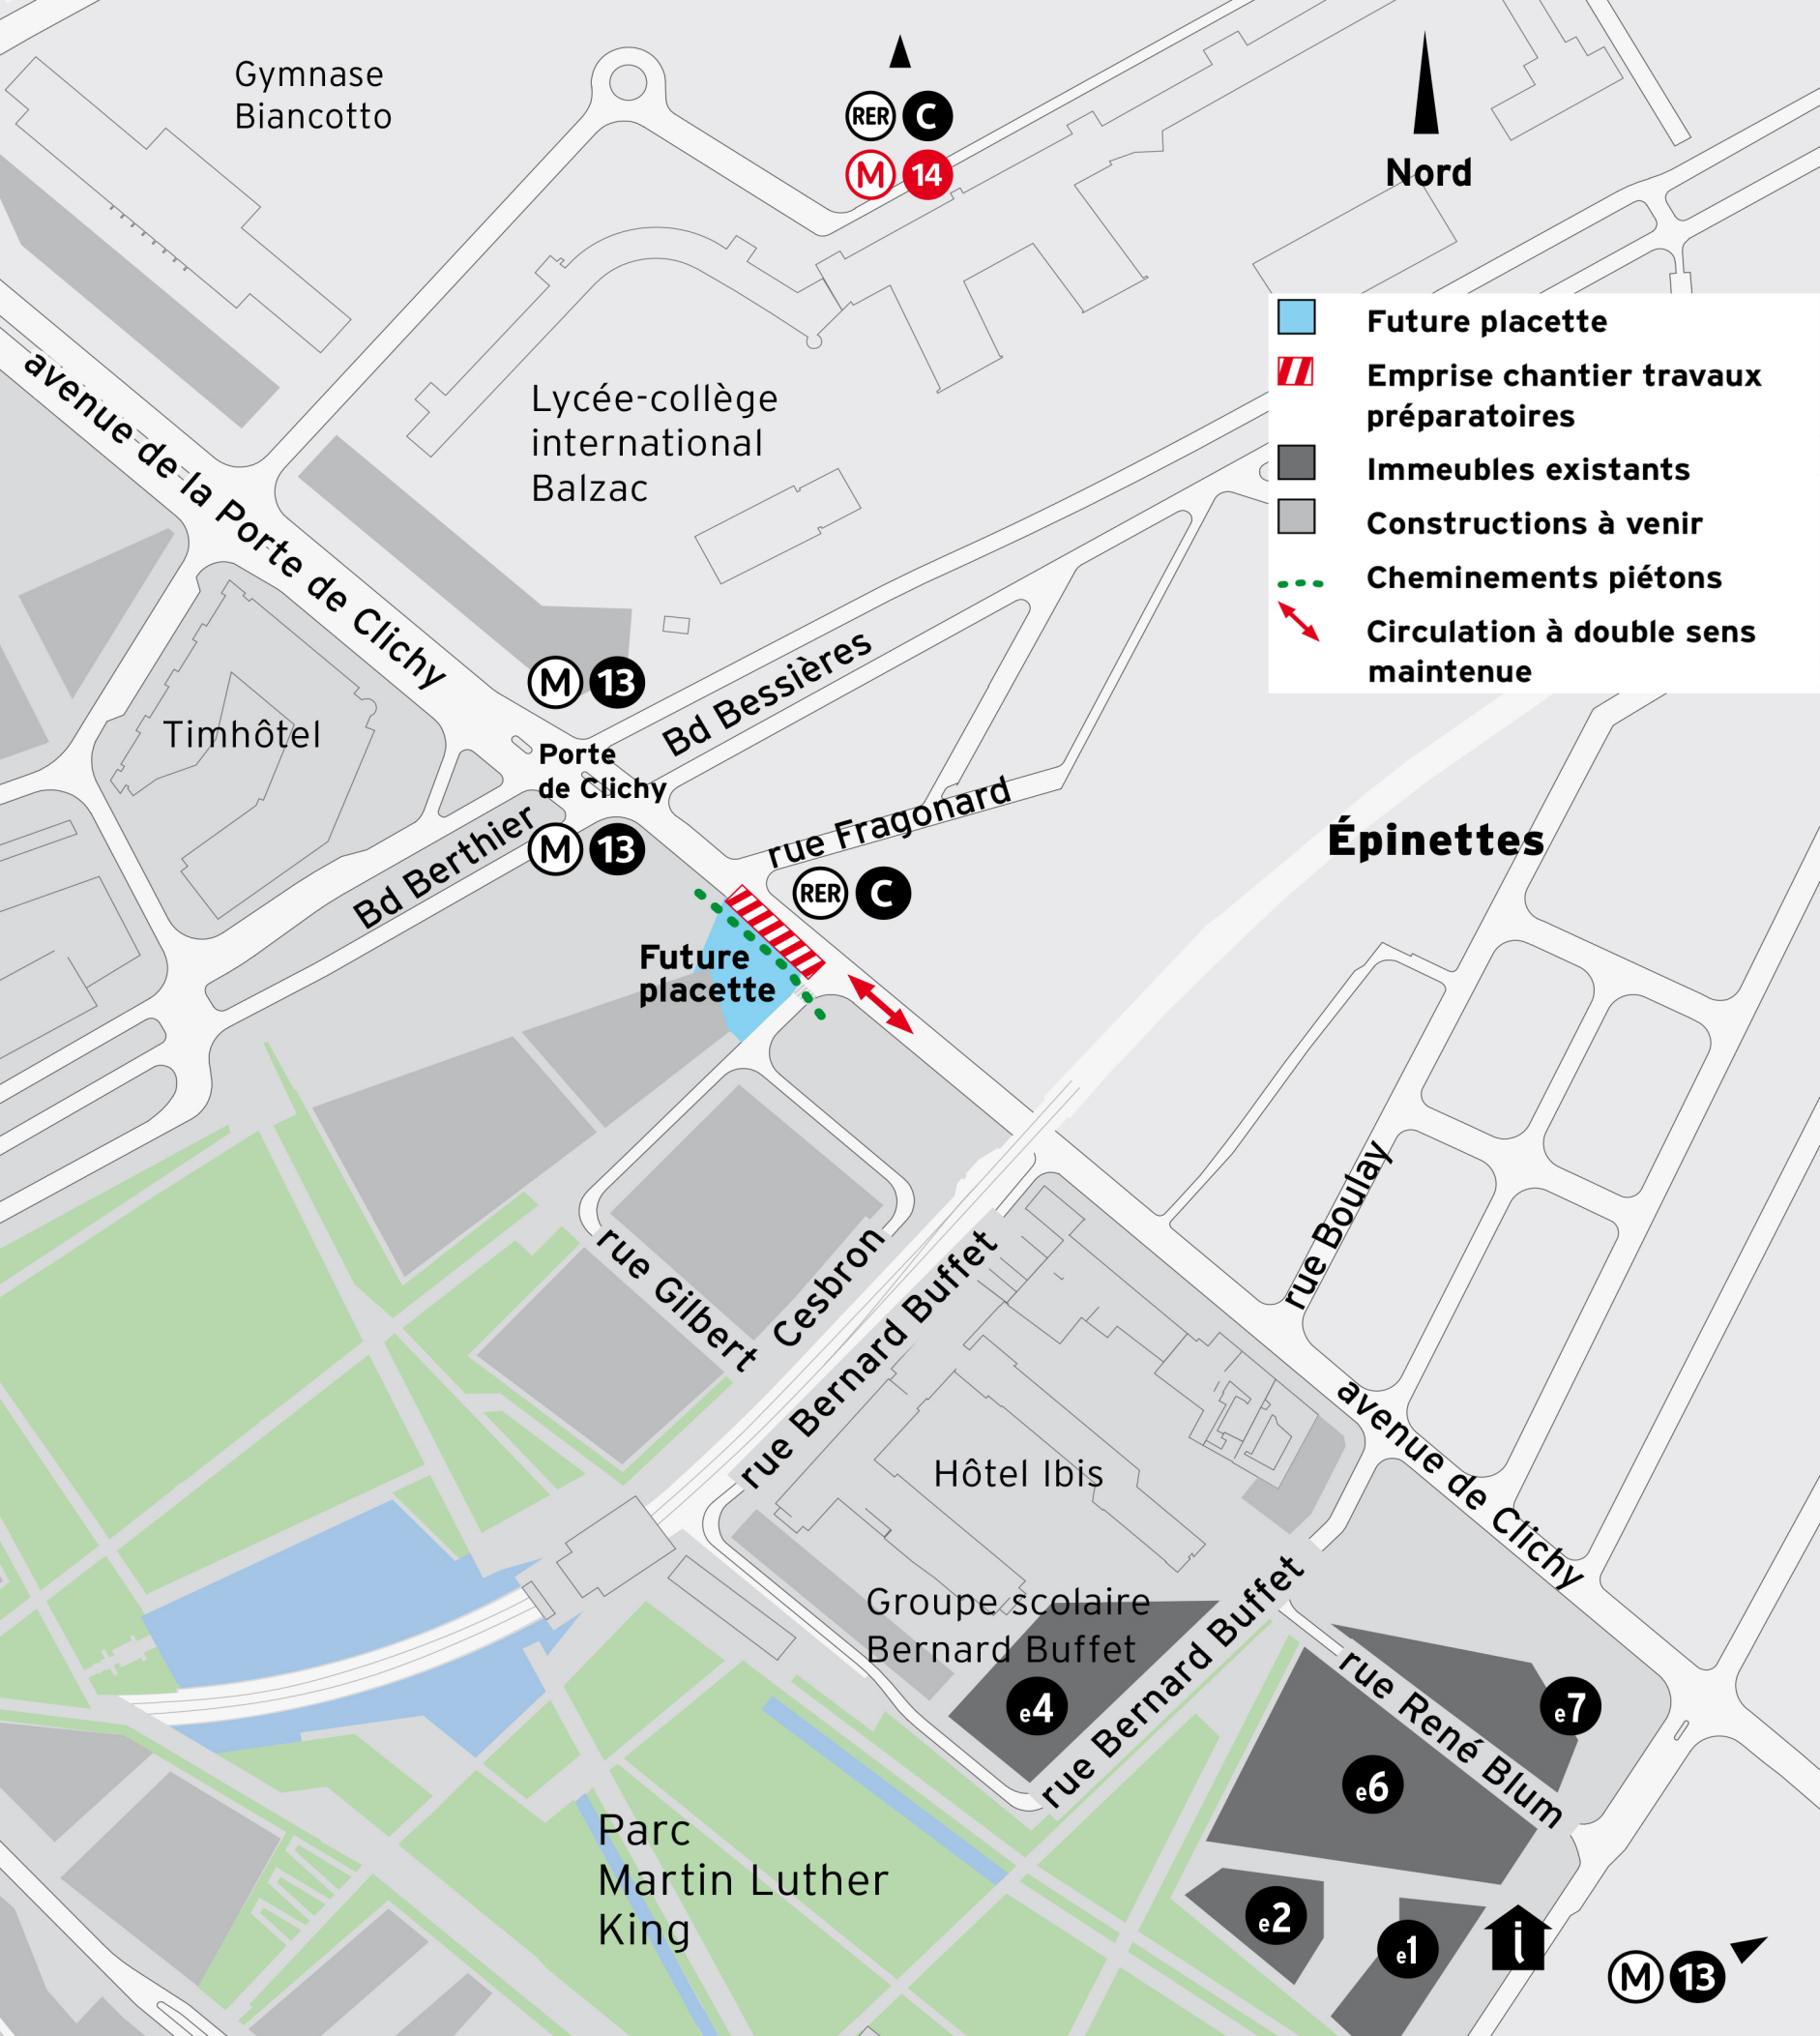 Gymnase
Biancotto
RER C
M 14
Nord
Future placette
Emprise chantier travaux
préparatoires
Immeubles existants
Constructions à venir
Cheminements piétons
Circulation à double sens
maintenue
avenue de la Porte de Clichy
Lycée-collège
international
Balzac
Timhôtel
M 13
Porte
de Clichy
M 13
Bd Bessières
Bd Berthier
rue Fragonard
RER C
Épinettes
Future
placette
rue Boulay
rue Gilbert
Cesbron
rue Bernard Buffet
avenue de Clichy
Hôtel Ibis
Groupe scolaire
Bernard Buffet
e4
rue Bernard Buffet
rue René Blum
e7
e6
e2
e1
i
M 13
Parc
Martin Luther
King